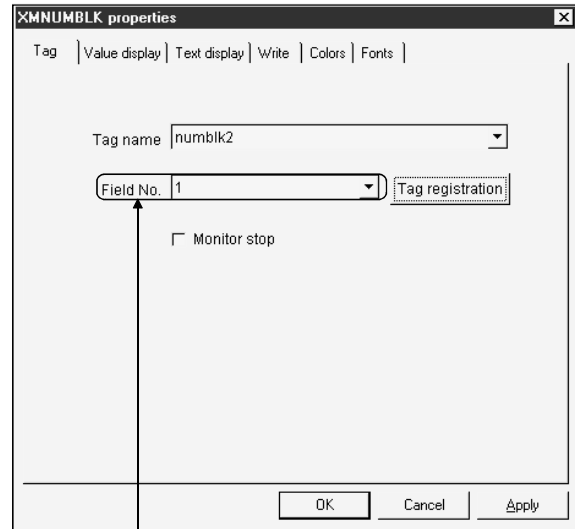 XMNUMBLK properties
Tag Value display Text display Write Colors Fonts
Tag name numblk2
Field No. 1 Tag registration
Monitor stop
OK Cancel Apply